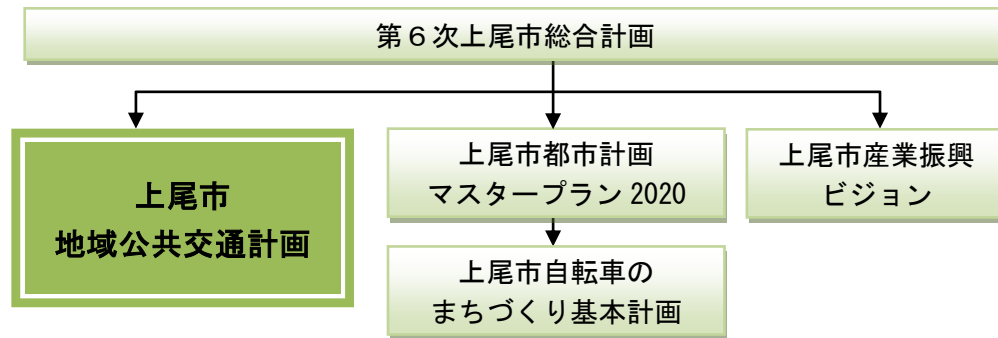 第６次上尾市総合計画
上尾市
地域公共交通計画
上尾市都市計画
マスタープラン 2020
上尾市産業振興
ビジョン
上尾市自転車の
まちづくり基本計画